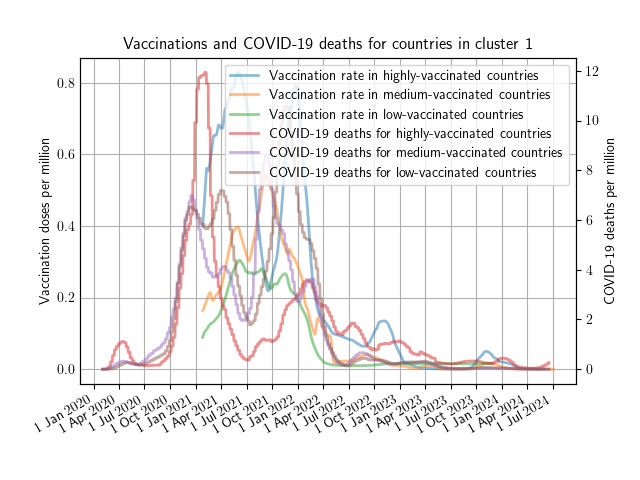 Vaccinations and COVID-19 deaths for countries in cluster 1
Vaccination rate in highly-vaccinated countries
Vaccination rate in medium-vaccinated countries
Vaccination rate in low-vaccinated countries
COVID-19 deaths for highly-vaccinated countries
COVID-19 deaths for medium-vaccinated countries
COVID-19 deaths for low-vaccinated countries
Vaccination doses per million
0.8
0.6
0.4
0.2
0.0
COVID-19 deaths per million
12
10
8
6
4
2
0
1 Jan 2020
1 Apr 2020
1 Jul 2020
1 Oct 2020
1 Jan 2021
1 Apr 2021
1 Jul 2021
1 Oct 2021
1 Jan 2022
1 Apr 2022
1 Jul 2022
1 Oct 2022
1 Jan 2023
1 Apr 2023
1 Jul 2023
1 Oct 2023
1 Jan 2024
1 Apr 2024
1 Jul 2024